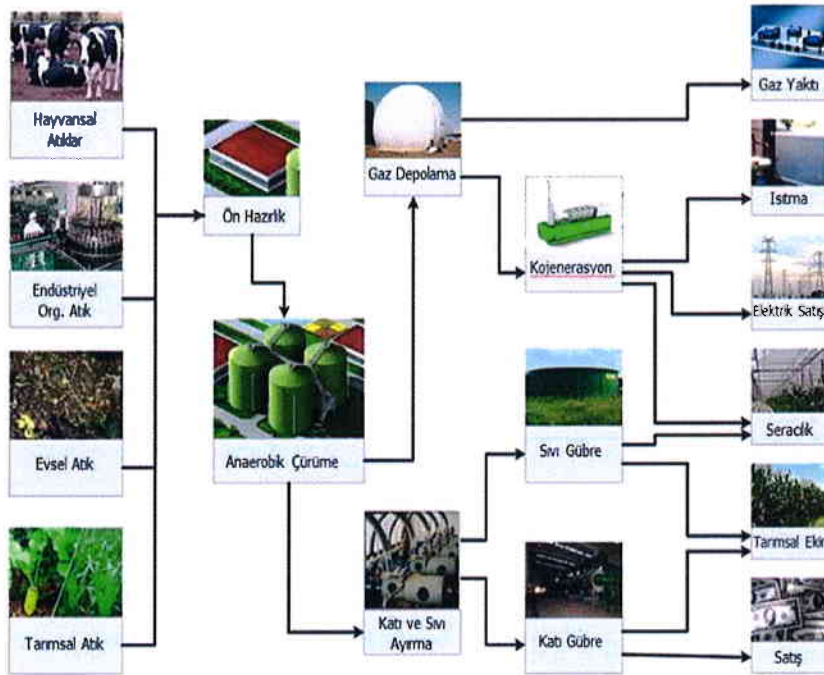 Hayvansal
Atıklar
Endüstriyel
Org. Atık
Evsel Atık
Tarımsal Atık
Ön Hazırlık
Anaerobik Çürüme
Gaz Depolama
Kojenerasyon
Sıvı Gübre
Katı ve Sıvı
Ayırma
Katı Gübre
Gaz Yakıtı
Isıtma
Elektrik Satış
Seracılık
Tarımsal Ekim
Satış